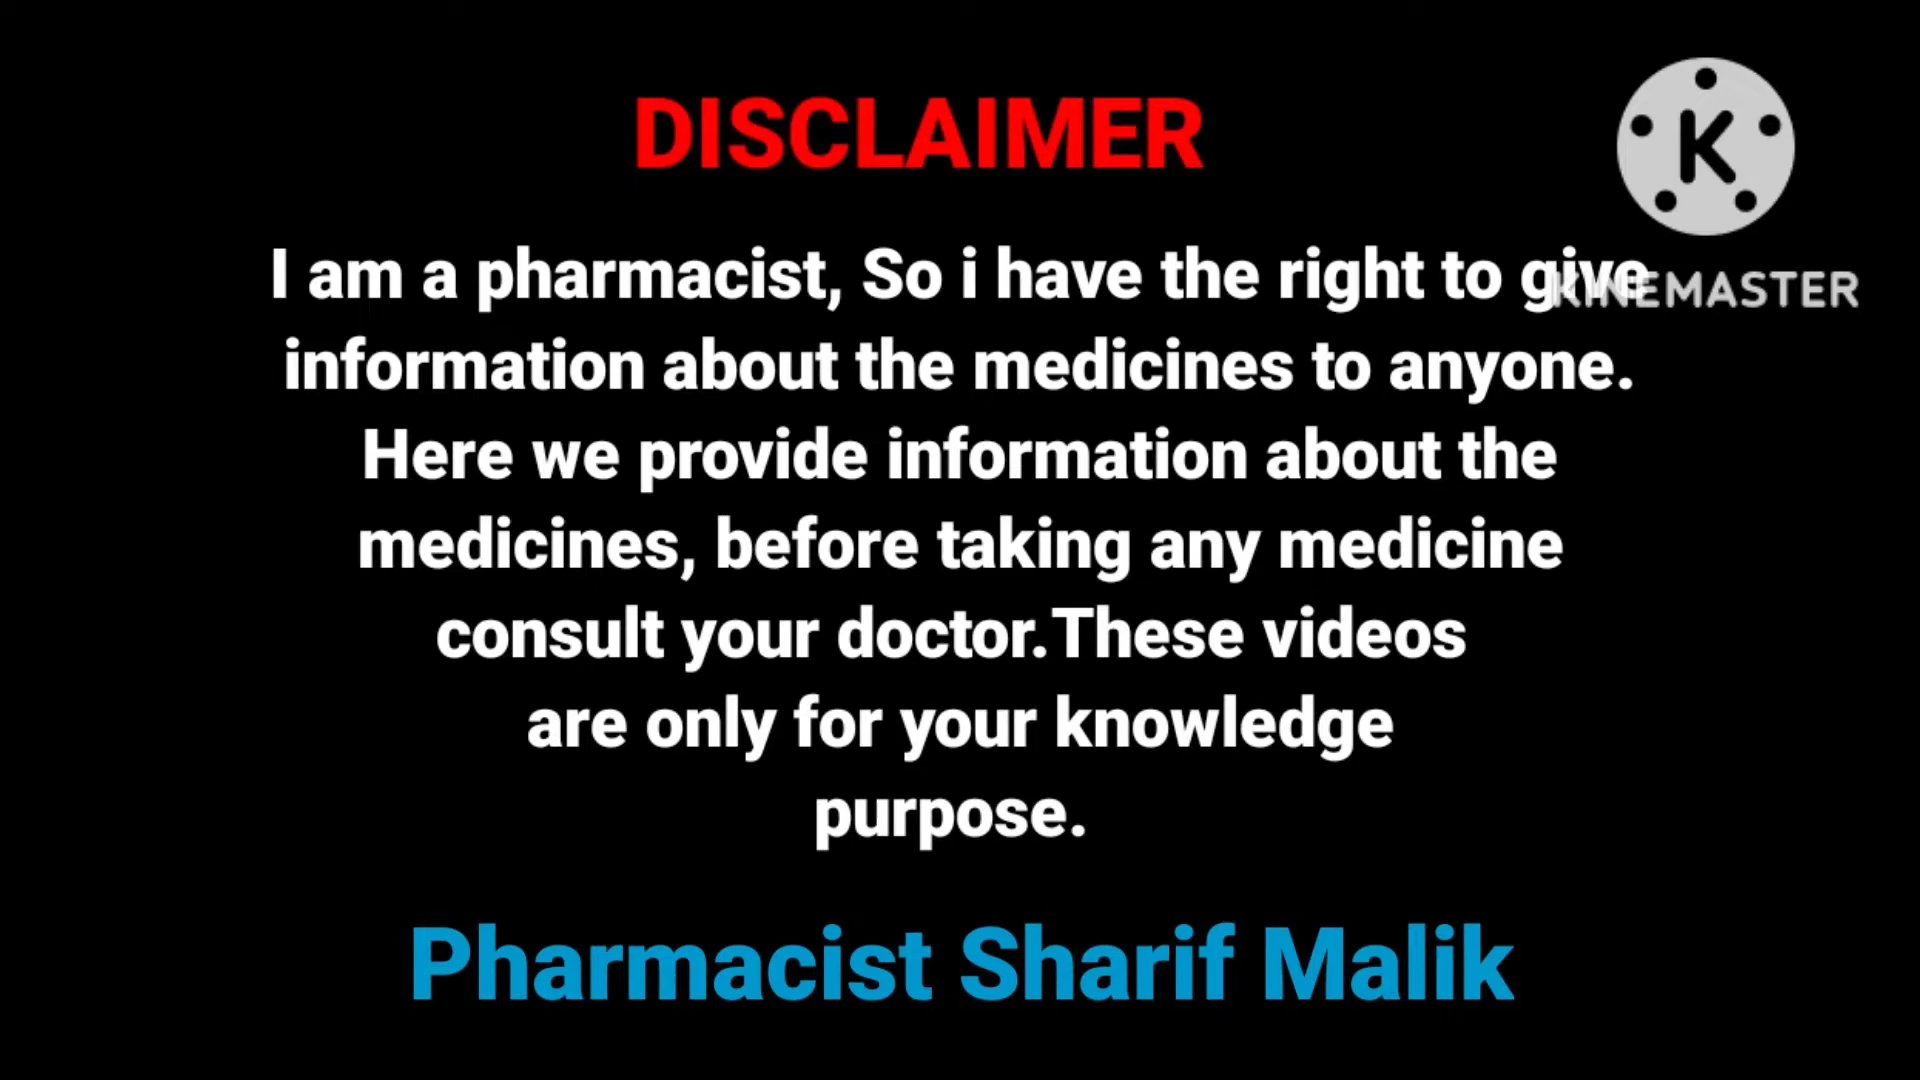 DISCLAIMER
K
I am a pharmacist, So i have the right to give
KINEMASTER
information about the medicines to anyone.
Here we provide information about the
medicines, before taking any medicine
consult your doctor.These videos
are only for your knowledge
purpose.
Pharmacist Sharif Malik